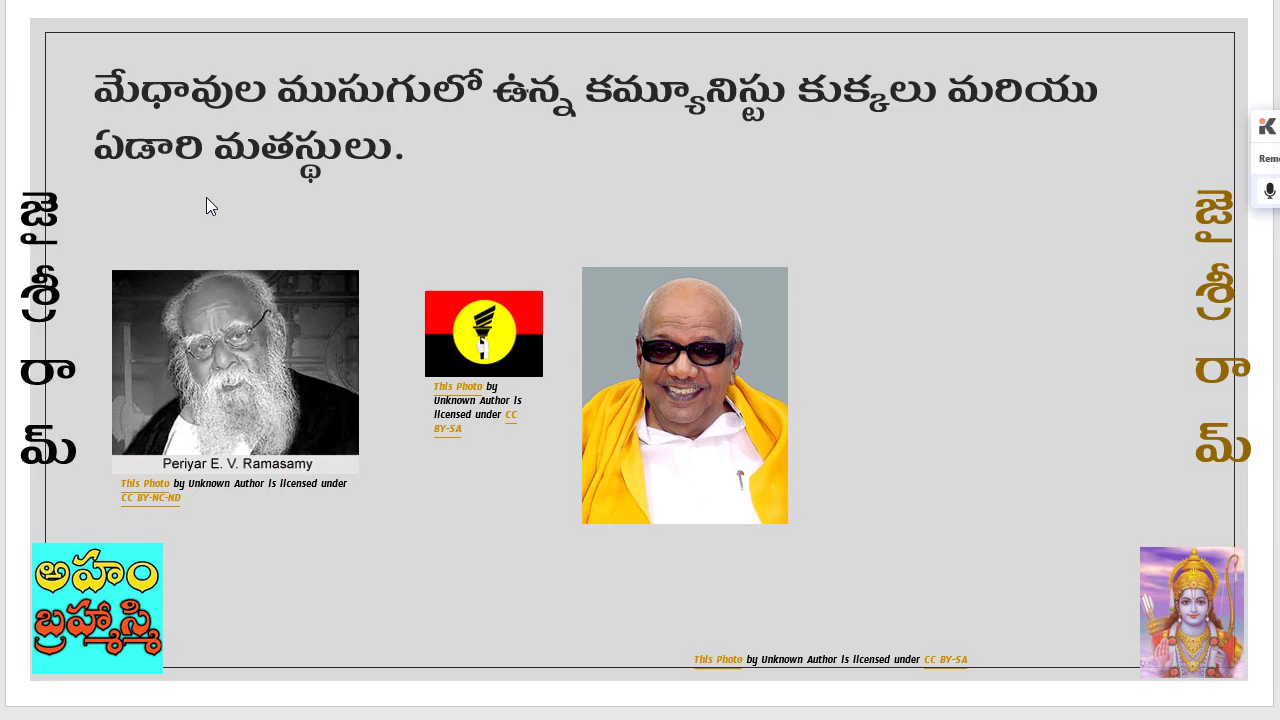 మేధావుల ముసుగులో ఉన్న కమ్యూనిస్టు కుక్కలు మరియు
ఏడారి మతస్థులు.
జై
శ్రీ
రా
మ్
జై
శ్రీ
రా
మ్
Periyar E. V. Ramasamy
This Photo by Unknown Author is licensed under
CC BY-NC-ND
This Photo by
Unknown Author is
licensed under CC
BY-SA
అహం
బ్రహ్మాస్మి
This Photo by Unknown Author is licensed under CC BY-SA